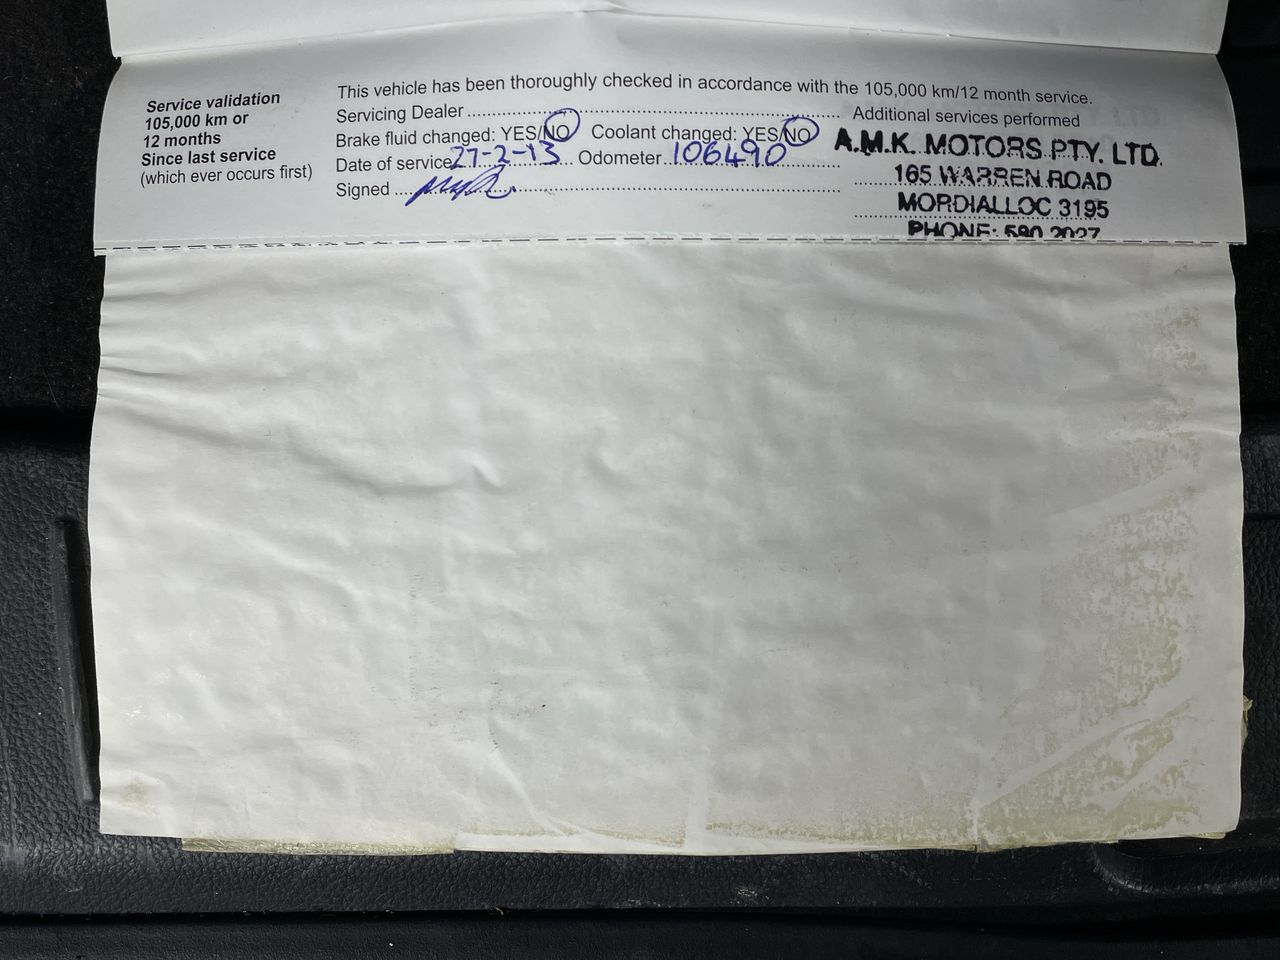 Service validation
105,000 km or
12 months
Since last service
(which ever occurs first)
This vehicle has been thoroughly checked in accordance with the 105,000 km/12 month service.
Servicing Dealer
Brake fluid changed: YES/NO Coolant changed: YES/NO
Date of service 27-2-13 Odometer 106490
Signed
Additional services performed
A.M.K. MOTORS PTY. LTD.
165 WARREN ROAD
MORDIALLOC 3195
PHONE: 580 2027